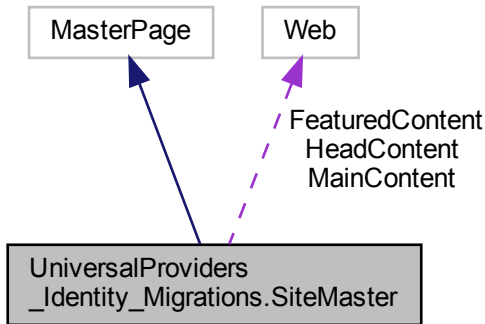 MasterPage
Web
FeaturedContent
HeadContent
MainContent
UniversalProviders
_Identity_Migrations.SiteMaster